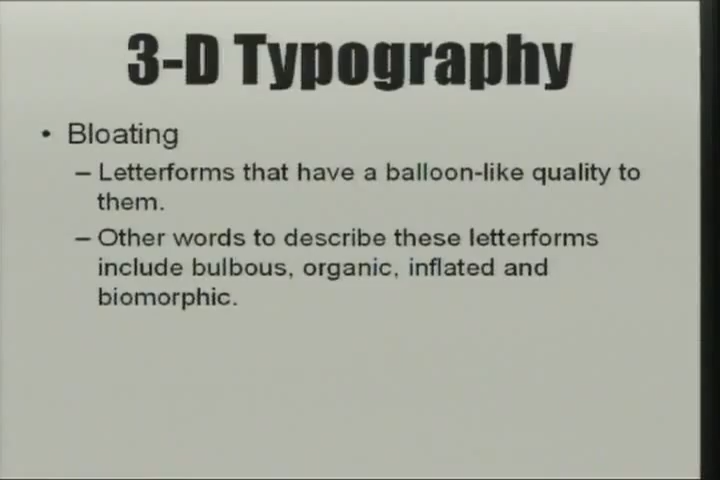 3-D Typography
• Bloating
– Letterforms that have a balloon-like quality to
them.
– Other words to describe these letterforms
include bulbous, organic, inflated and
biomorphic.